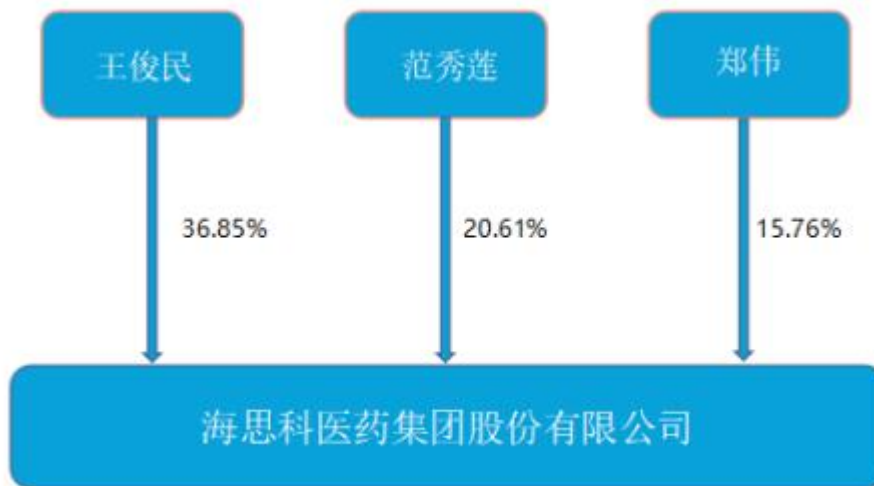 王俊民
范秀莲
郑伟
36.85%
20.61%
15.76%
海思科医药集团股份有限公司